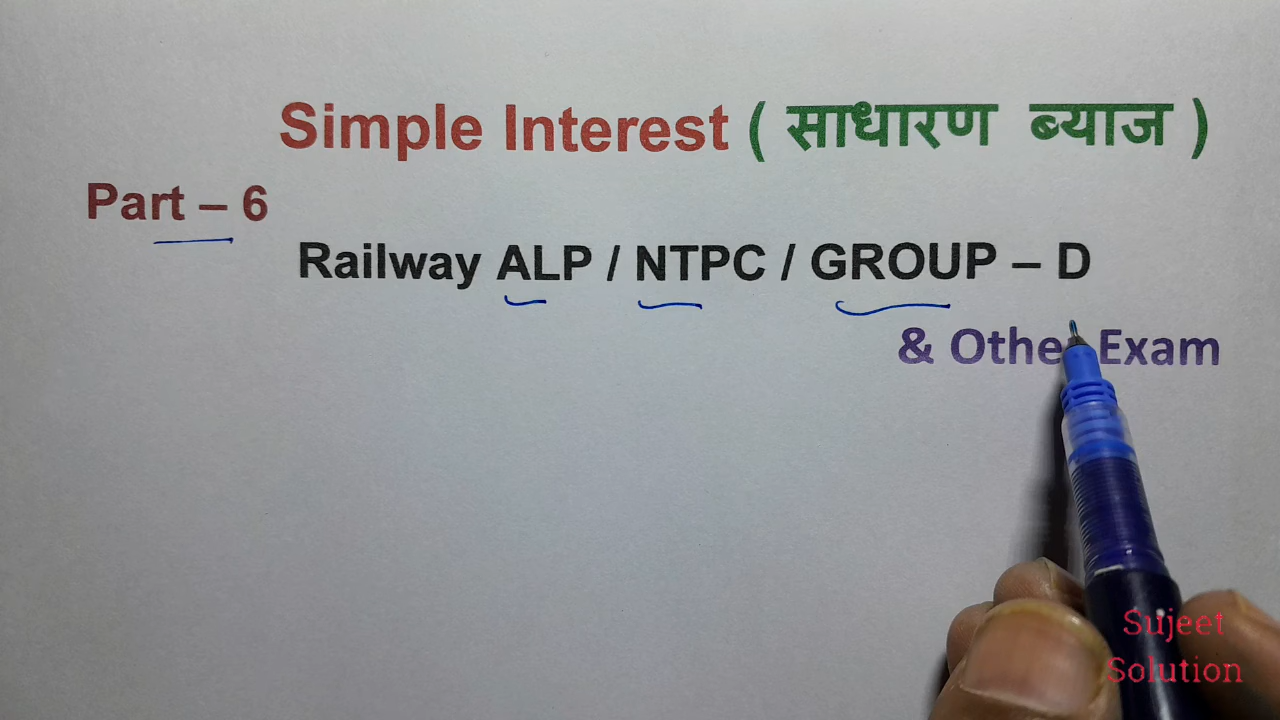 Simple Interest ( साधारण ब्याज )
Part – 6
Railway ALP / NTPC / GROUP – D
& Other Exam
Sujeet
Solution